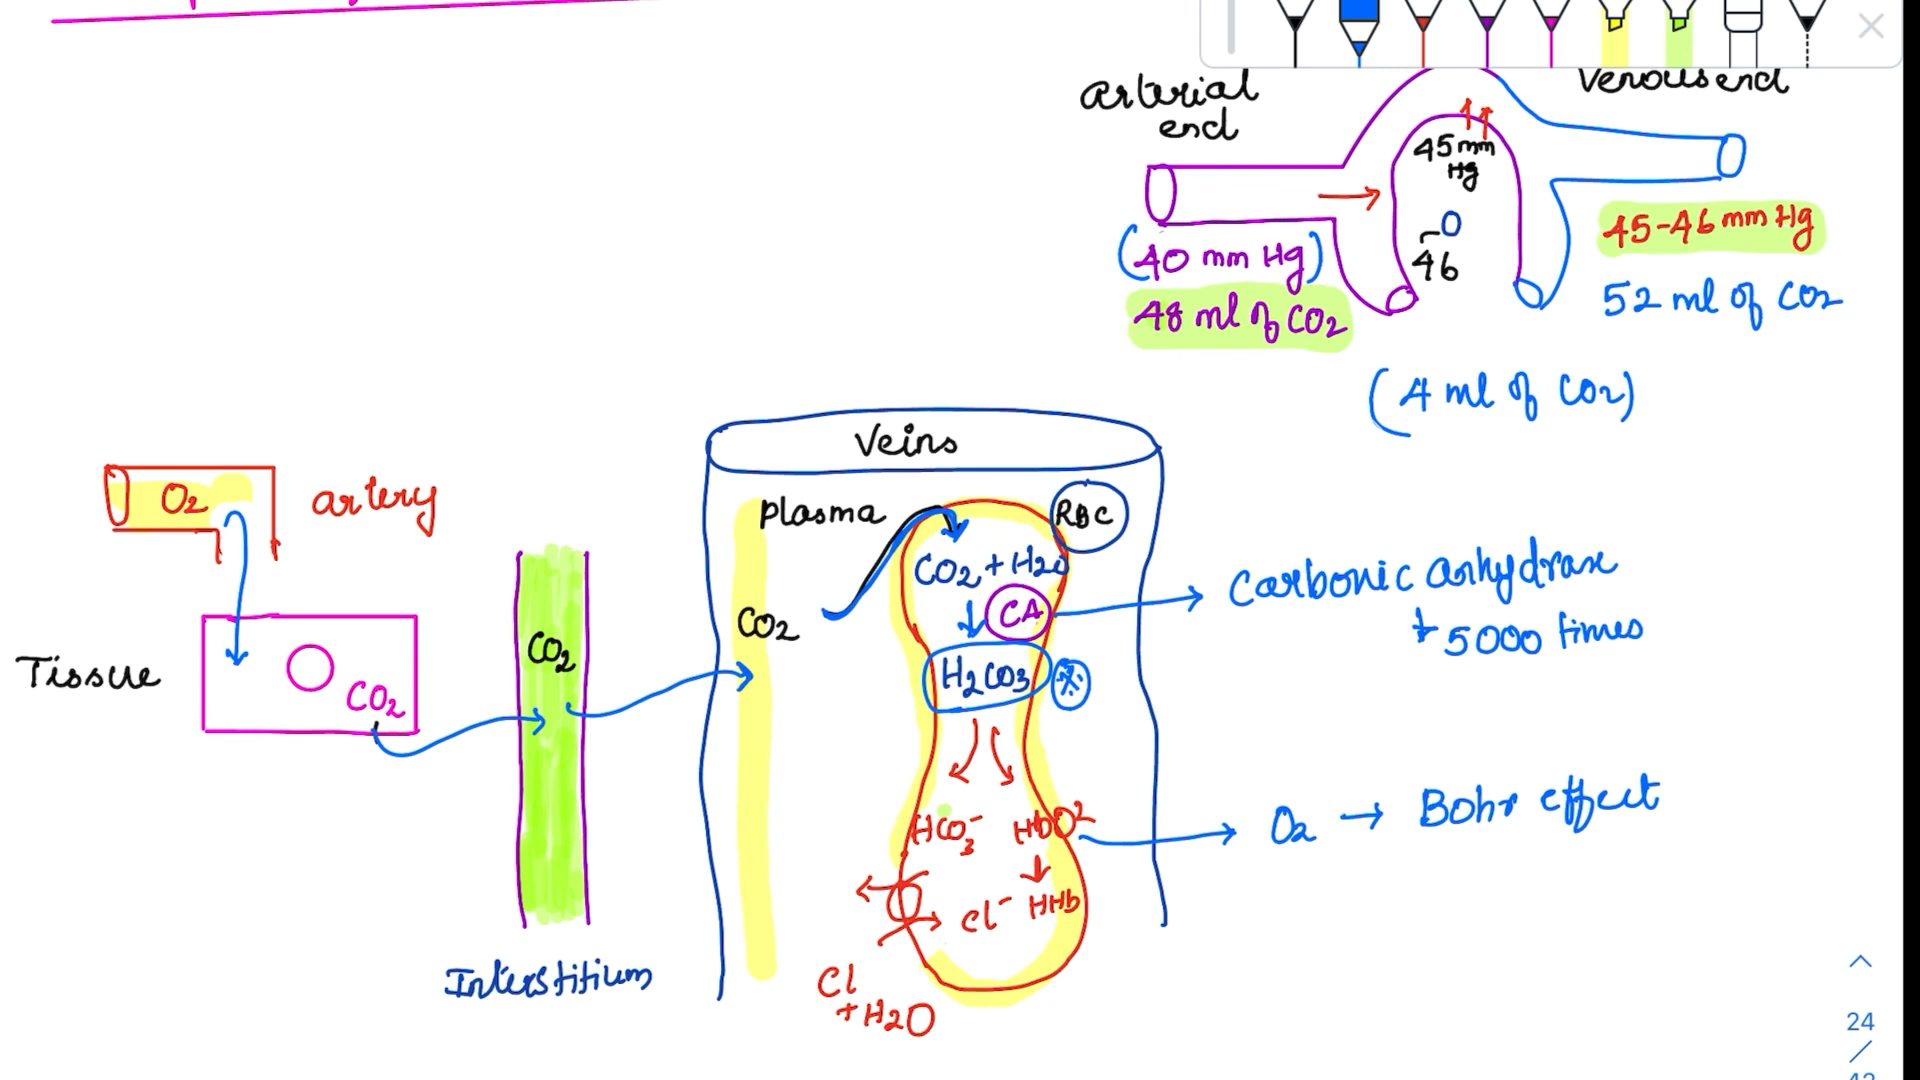 Arterial
end
Venous end
45 mm
Hg
O
46
(40 mm Hg)
48 ml of CO2
45-46 mm Hg
52 ml of CO2
(4 ml of CO2)
Veins
O2
artery
Plasma
RBC
CO2 + H2O
CA
Carbonic anhydrase
5000 times
CO2
CO2
H2CO3
Tissue
CO2
HCO3-
HbO2
O2 → Bohr effect
Cl-
HHb
Interstitium
Cl
+H2O
24
/